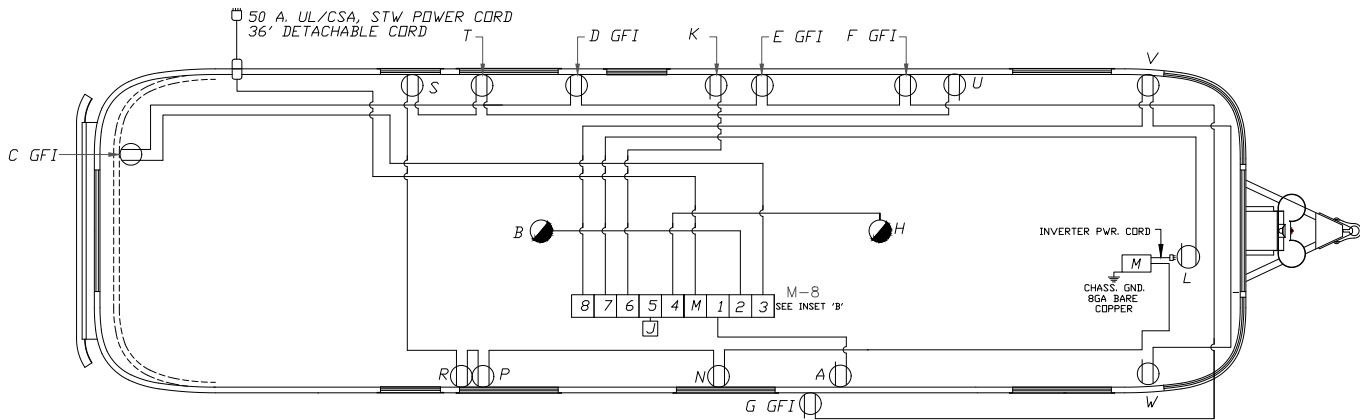 50 A. UL/CSA, STW POWER CORD
36' DETACHABLE CORD
T
D GFI
K
E GFI
F GFI
V
S
U
C GFI
B
H
INVERTER PWR. CORD
M
L
CHASS. GND.
8GA BARE
COPPER
M-8
SEE INSET 'B'
8 7 6 5 4 M 1 2 3
J
R
P
N
A
W
G GFI